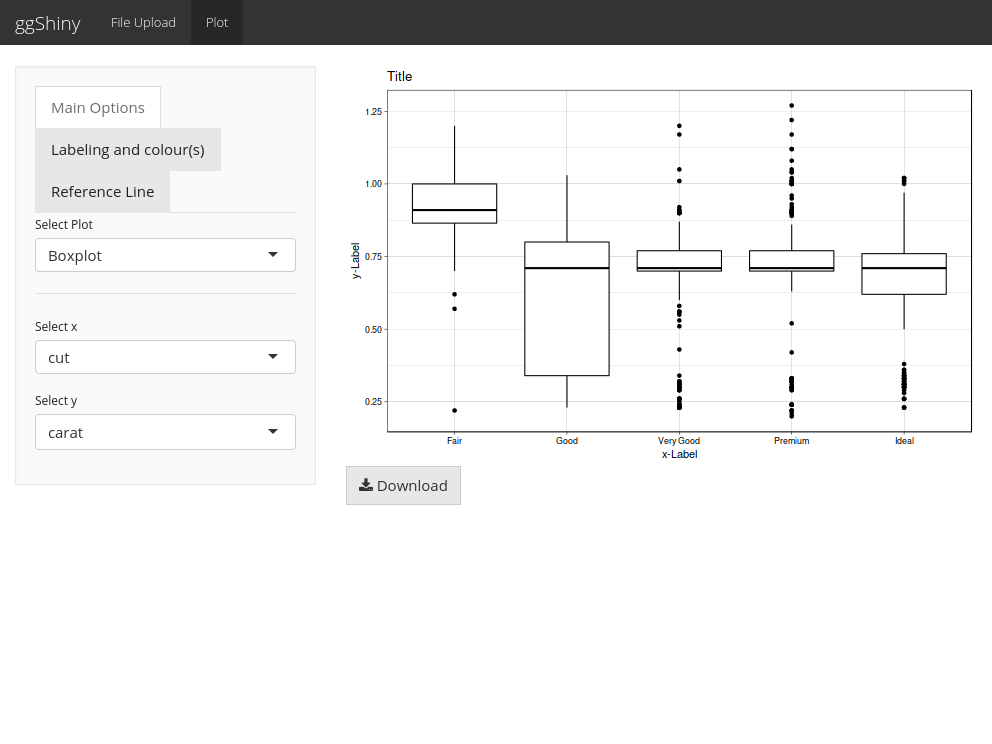 ggShiny File Upload Plot
Main Options
Labeling and colour(s)
Reference Line
Select Plot
Boxplot
Select x
cut
Select y
carat
Title
1.25
1.00
0.75
0.50
0.25
y-Label
Fair Good Very Good Premium Ideal
x-Label
Download